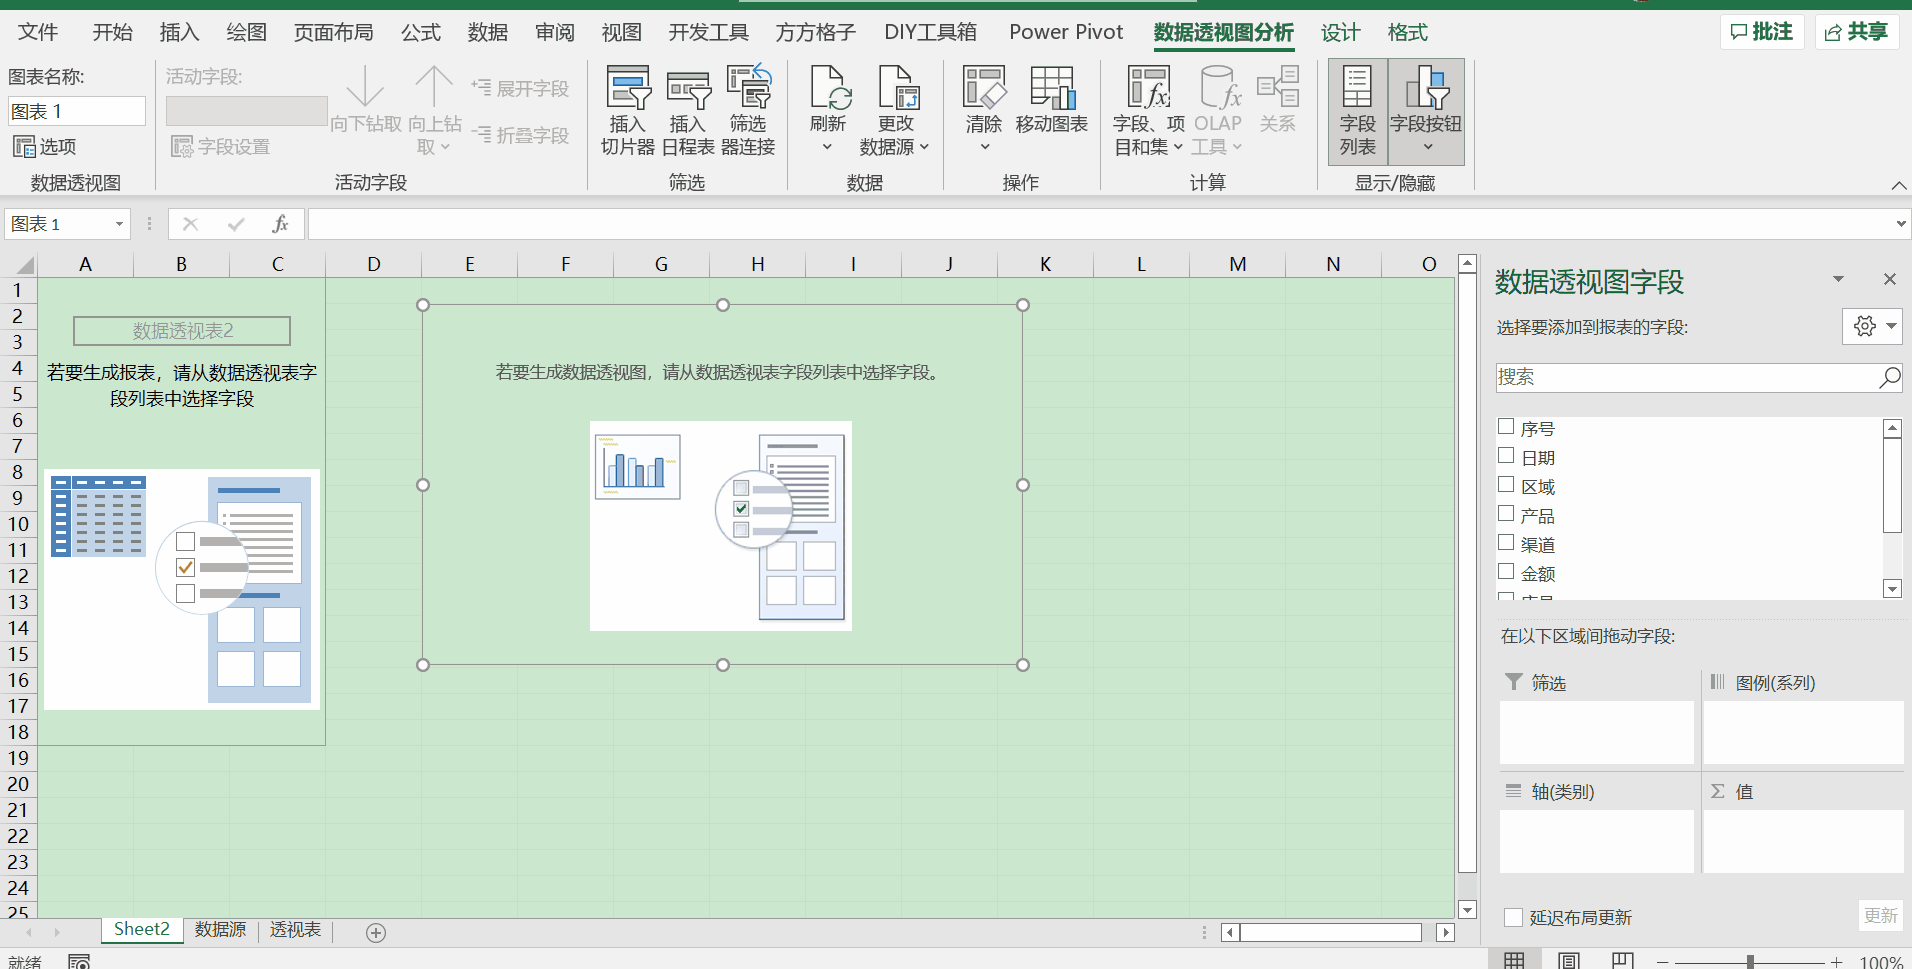 文件 开始 插入 绘图 页面布局 公式 数据 审阅 视图 开发工具 方方格子 DIY工具箱 Power Pivot 数据透视图分析 设计 格式 批注 共享
图表名称:
图表 1
选项
数据透视图
活动字段:
字段设置
向下钻取
向上钻
取
展开字段
折叠字段
活动字段
插入
切片器
插入
日程表
筛选
器连接
筛选
刷新
更改
数据源
数据
清除
移动图表
操作
字段、项
目和集
OLAP
工具
关系
计算
字段
列表
字段按钮
显示/隐藏
图表 1
fx
A B C D E F G H I J K L M N O
1
2
3
4
5
6
7
8
9
10
11
12
13
14
15
16
17
18
19
20
21
22
23
24
25
数据透视表2
若要生成报表，请从数据透视表字
段列表中选择字段
若要生成数据透视图，请从数据透视表字段列表中选择字段。
数据透视图字段
选择要添加到报表的字段:
搜索
序号
日期
区域
产品
渠道
金额
在以下区域间拖动字段:
筛选
图例(系列)
轴(类别)
Σ 值
延迟布局更新
更新
Sheet2 数据源 透视表
就绪
100%